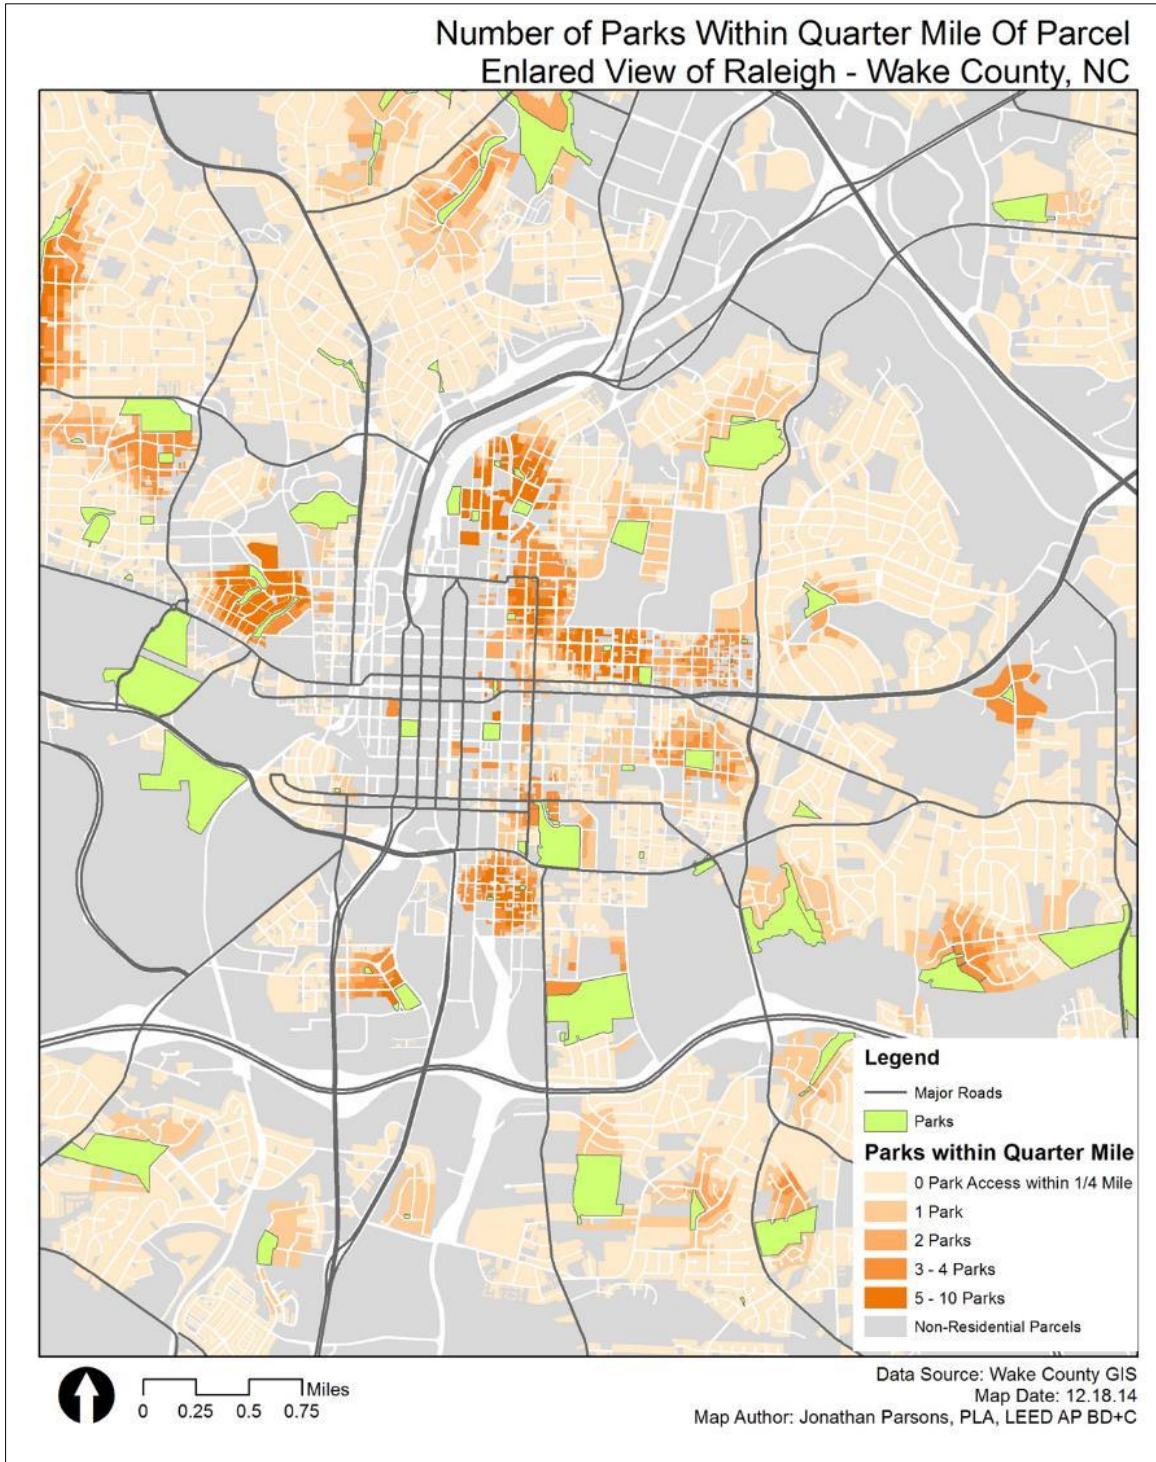 Number of Parks Within Quarter Mile Of Parcel
Enlared View of Raleigh - Wake County, NC
Legend
Major Roads
Parks
Parks within Quarter Mile
0 Park Access within 1/4 Mile
1 Park
2 Parks
3 - 4 Parks
5 - 10 Parks
Non-Residential Parcels
Miles
0 0.25 0.5 0.75
Data Source: Wake County GIS
Map Date: 12.18.14
Map Author: Jonathan Parsons, PLA, LEED AP BD+C